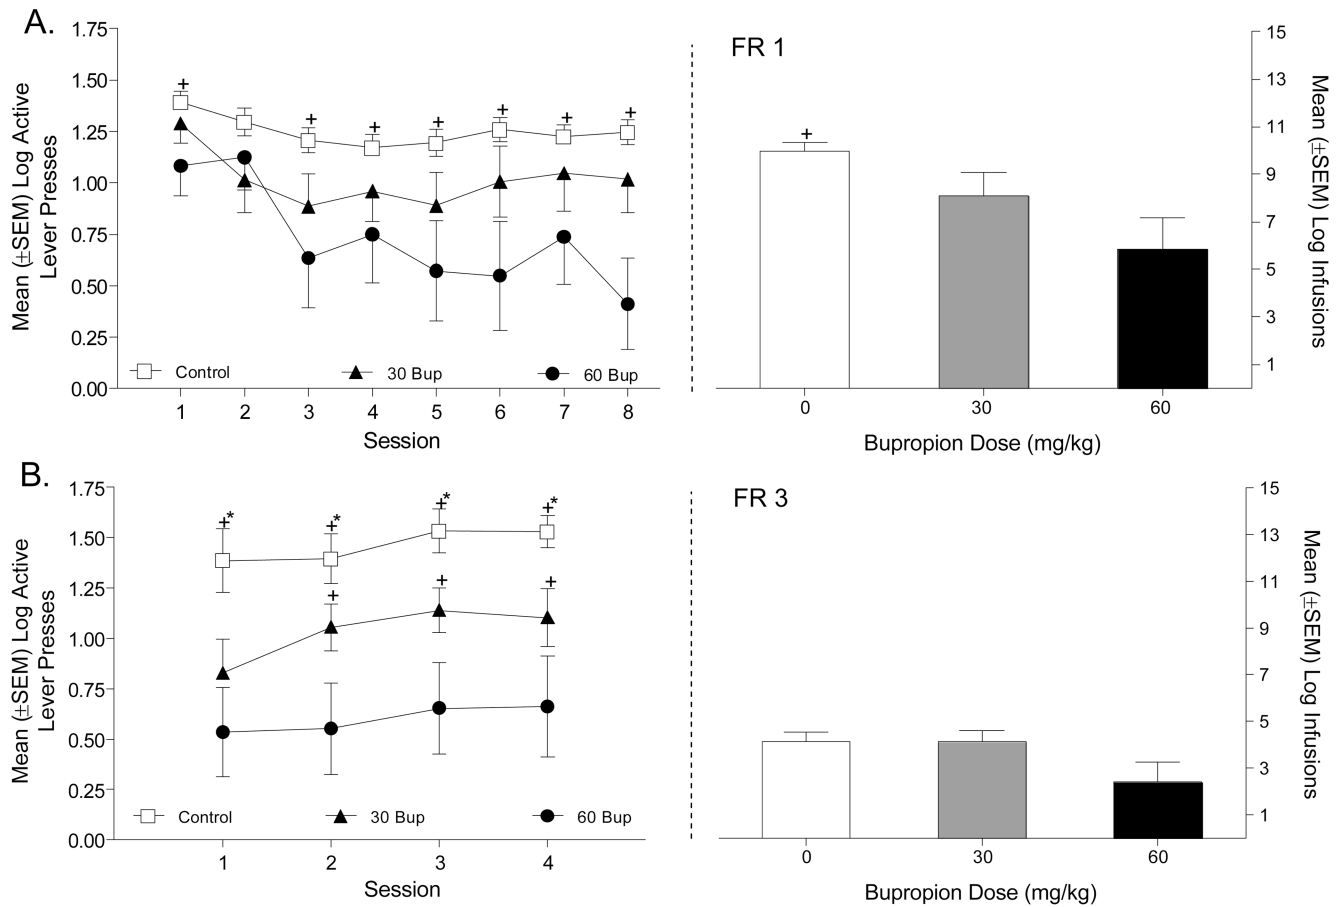 A.
Mean (±SEM) Log Active
Lever Presses
1.75
1.50
1.25
1.00
0.75
0.50
0.25
0.00
+ + + + + + +
Control
30 Bup
60 Bup
1 2 3 4 5 6 7 8
Session
FR 1
+
15
13
11
9
7
5
3
1
Mean (±SEM) Log Infusions
0 30 60
Bupropion Dose (mg/kg)
B.
Mean (±SEM) Log Active
Lever Presses
1.75
1.50
1.25
1.00
0.75
0.50
0.25
0.00
+* +* +* +*
+ + +
Control
30 Bup
60 Bup
1 2 3 4
Session
FR 3
15
13
11
9
7
5
3
1
Mean (±SEM) Log Infusions
0 30 60
Bupropion Dose (mg/kg)